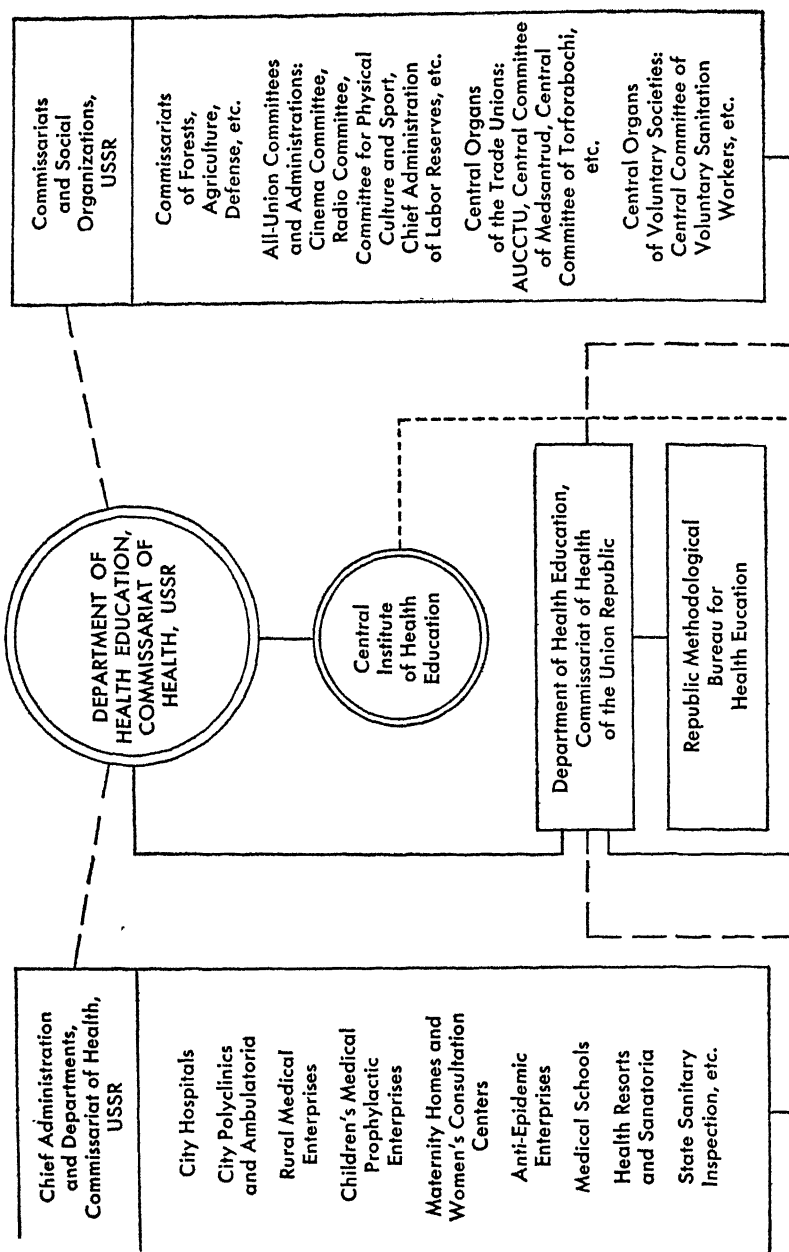 Chief Administration
and Departments,
Commissariat of Health,
USSR
City Hospitals
City Polyclinics
and Ambulatoria
Rural Medical
Enterprises
Children's Medical
Prophylactic
Enterprises
Maternity Homes and
Women's Consultation
Centers
Anti-Epidemic
Enterprises
Medical Schools
Health Resorts
and Sanatoria
State Sanitary
Inspection, etc.
DEPARTMENT OF
HEALTH EDUCATION,
COMMISSARIAT OF
HEALTH, USSR
Central
Institute
of Health
Education
Department of Health Education,
Commissariat of Health
of the Union Republic
Republic Methodological
Bureau for
Health Eucation
Commissariats
and Social
Organizations,
USSR
Commissariats
of Forests,
Agriculture,
Defense, etc.
All-Union Committees
and Administrations:
Cinema Committee,
Radio Committee,
Committee for Physical
Culture and Sport,
Chief Administration
of Labor Reserves, etc.
Central Organs
of the Trade Unions:
AUCCTU, Central Committee
of Medsantrud, Central
Committee of Torforabochi,
etc.
Central Organs
of Voluntary Societies:
Central Committee of
Voluntary Sanitation
Workers, etc.